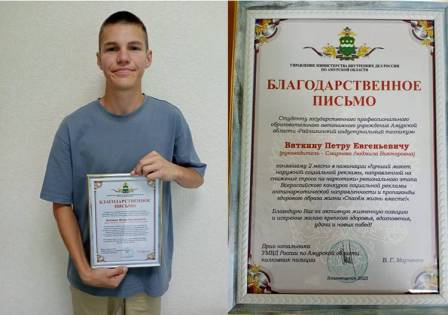 БЛАГОДАРСТВЕННОЕ
ПИСЬМО
УПРАВЛЕНИЕ МИНИСТЕРСТВА ВНУТРЕННИХ ДЕЛ РОССИИ
ПО АМУРСКОЙ ОБЛАСТИ
БЛАГОДАРСТВЕННОЕ
ПИСЬМО
Студенту государственного профессионального
образовательного автономного учреждения Амурской
области «Райчихинский индустриальный техникум»
Вяткину Петру Евгеньевичу
(руководитель - Смирнова Людмила Викторовна)
занявшему 2 место в номинации «Лучший макет
наружной социальной рекламы, направленной на
снижение спроса на наркотики» регионального этапа
Всероссийского конкурса социальной рекламы
антинаркотической направленности и пропаганды
здорового образа жизни «Спасём жизнь вместе!»
Благодарю Вас за активную жизненную позицию
и искренне желаю крепкого здоровья, вдохновения,
удачи и новых побед!
Врио начальника
УМВД России по Амурской области
полковник полиции
В. Г.
Благовещенск 2023